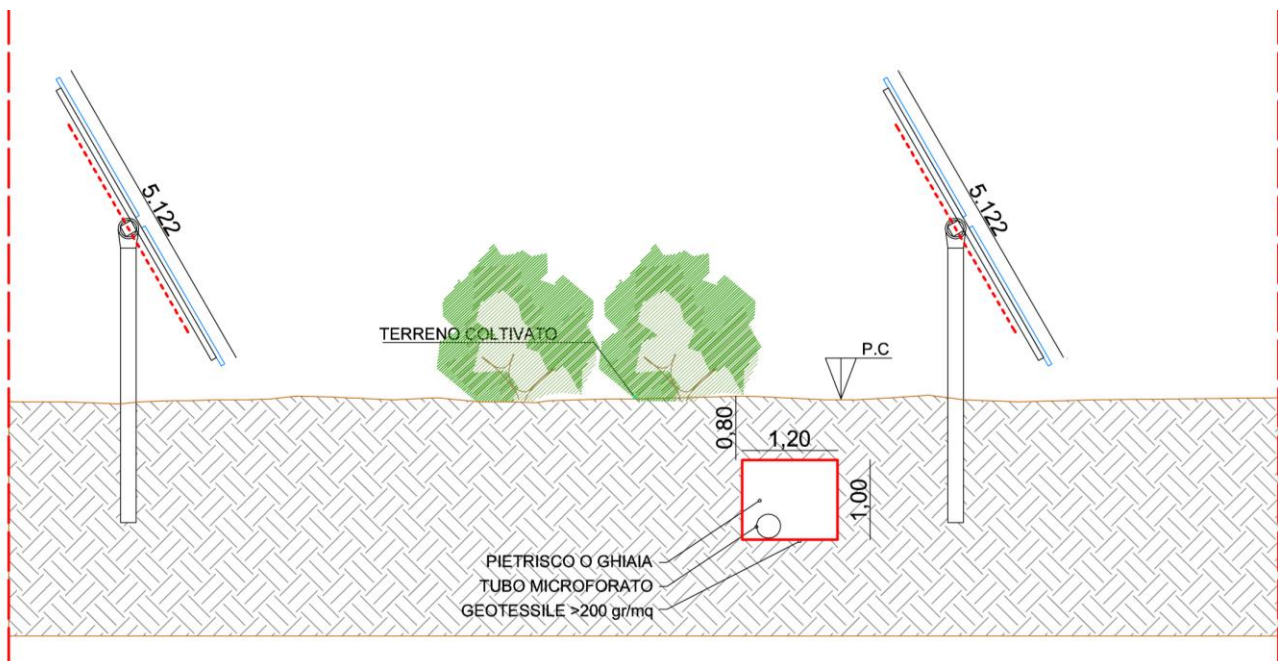 5.122
5.122
TERRENO COLTIVATO
P.C
0,80
1,20
1,00
PIETRISCO O GHIAIA
TUBO MICROFORATO
GEOTESSILE >200 gr/mq